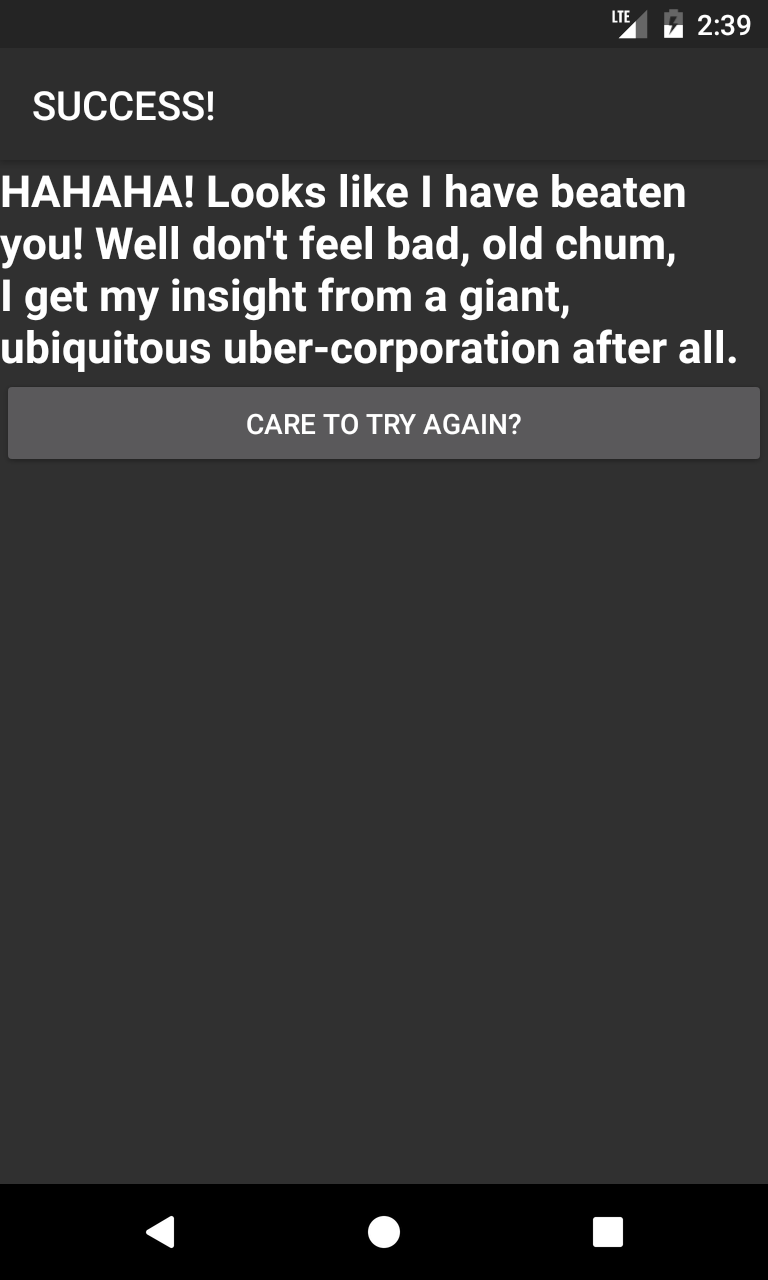 LTE 2:39
SUCCESS!
HAHAHA! Looks like I have beaten
you! Well don't feel bad, old chum,
I get my insight from a giant,
ubiquitous uber-corporation after all.
CARE TO TRY AGAIN?